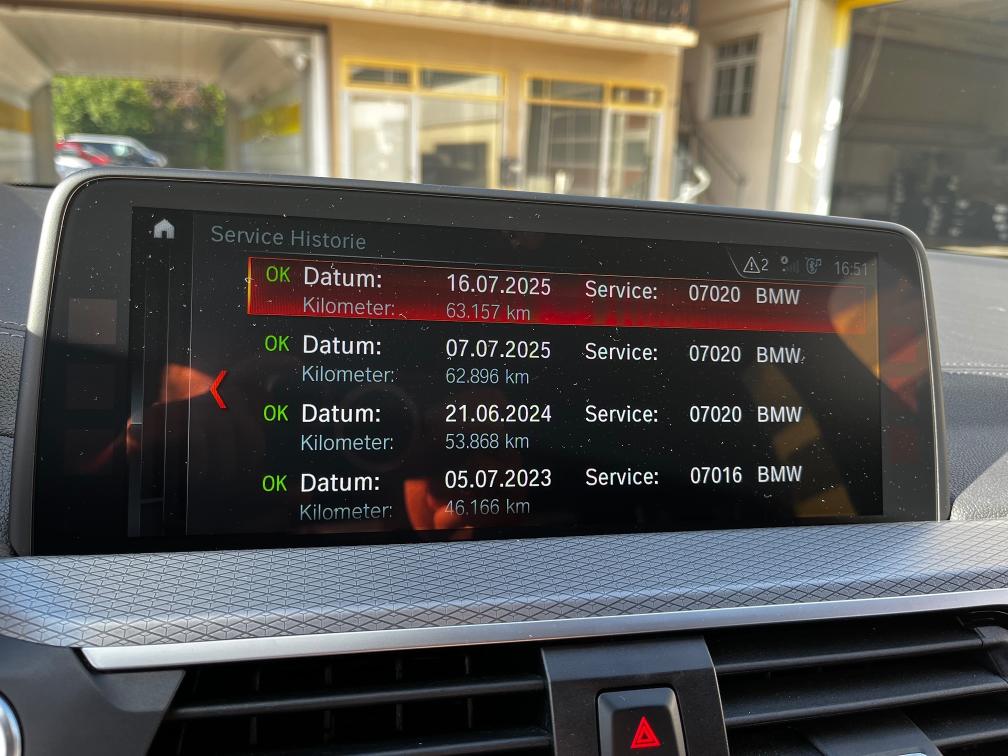 Service Historie
2 16:51
OK Datum: 16.07.2025 Service: 07020 BMW
Kilometer: 63.157 km
OK Datum: 07.07.2025 Service: 07020 BMW
Kilometer: 62.896 km
OK Datum: 21.06.2024 Service: 07020 BMW
Kilometer: 53.868 km
OK Datum: 05.07.2023 Service: 07016 BMW
Kilometer: 46.166 km